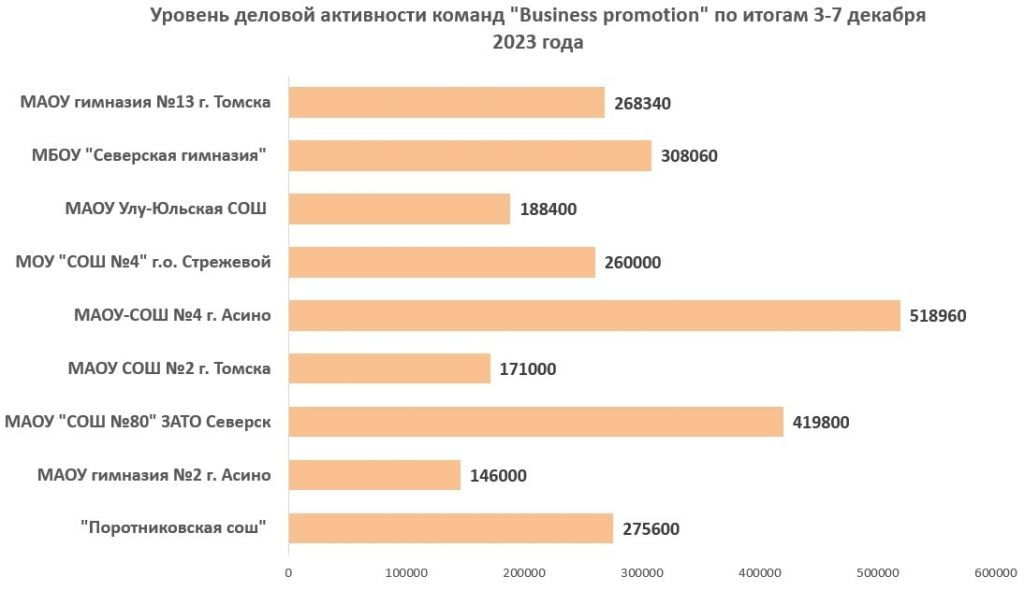 Уровень деловой активности команд "Business promotion" по итогам 3-7 декабря
2023 года
МАОУ гимназия №13 г. Томска 268340
МБОУ "Северская гимназия" 308060
МАОУ Улу-Юльская СОШ 188400
МОУ "СОШ №4" г.о. Стрежевой 260000
МАОУ-СОШ №4 г. Асино 518960
МАОУ СОШ №2 г. Томска 171000
МАОУ "СОШ №80" ЗАТО Северск 419800
МАОУ гимназия №2 г. Асино 146000
"Поротниковская сош" 275600
0 100000 200000 300000 400000 500000 600000